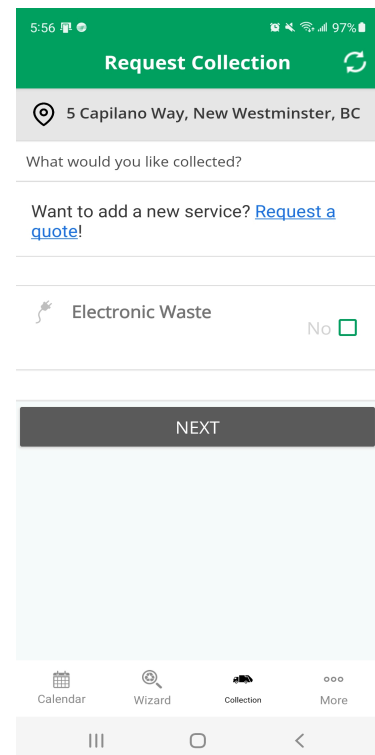 5:56 97%
Request Collection
5 Capilano Way, New Westminster, BC
What would you like collected?
Want to add a new service? Request a
quote!
Electronic Waste
No
NEXT
Calendar Wizard Collection More